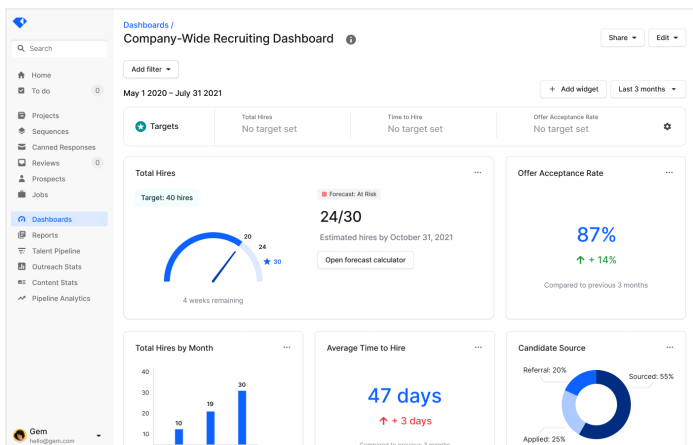 Dashboards /
Company-Wide Recruiting Dashboard
Share
Edit
Search
Add filter
Home
To do 0
May 1 2020 – July 31 2021
+ Add widget
Last 3 months
Projects
Sequences
Canned Responses
Reviews 0
Prospects
Jobs
Dashboards
Reports
Talent Pipeline
Outreach Stats
Content Stats
Pipeline Analytics
Gem
hello@gem.com
Targets
Total Hires
No target set
Time to Hire
No target set
Offer Acceptance Rate
No target set
Total Hires
Target: 40 hires
20
24
30
4 weeks remaining
Forecast: At Risk
24/30
Estimated hires by October 31, 2021
Open forecast calculator
Offer Acceptance Rate
87%
+ 14%
Compared to previous 3 months
Total Hires by Month
40
30
20
10
10
19
30
Average Time to Hire
47 days
+ 3 days
Compared to previous 3 months
Candidate Source
Referral: 20%
Sourced: 55%
Applied: 25%